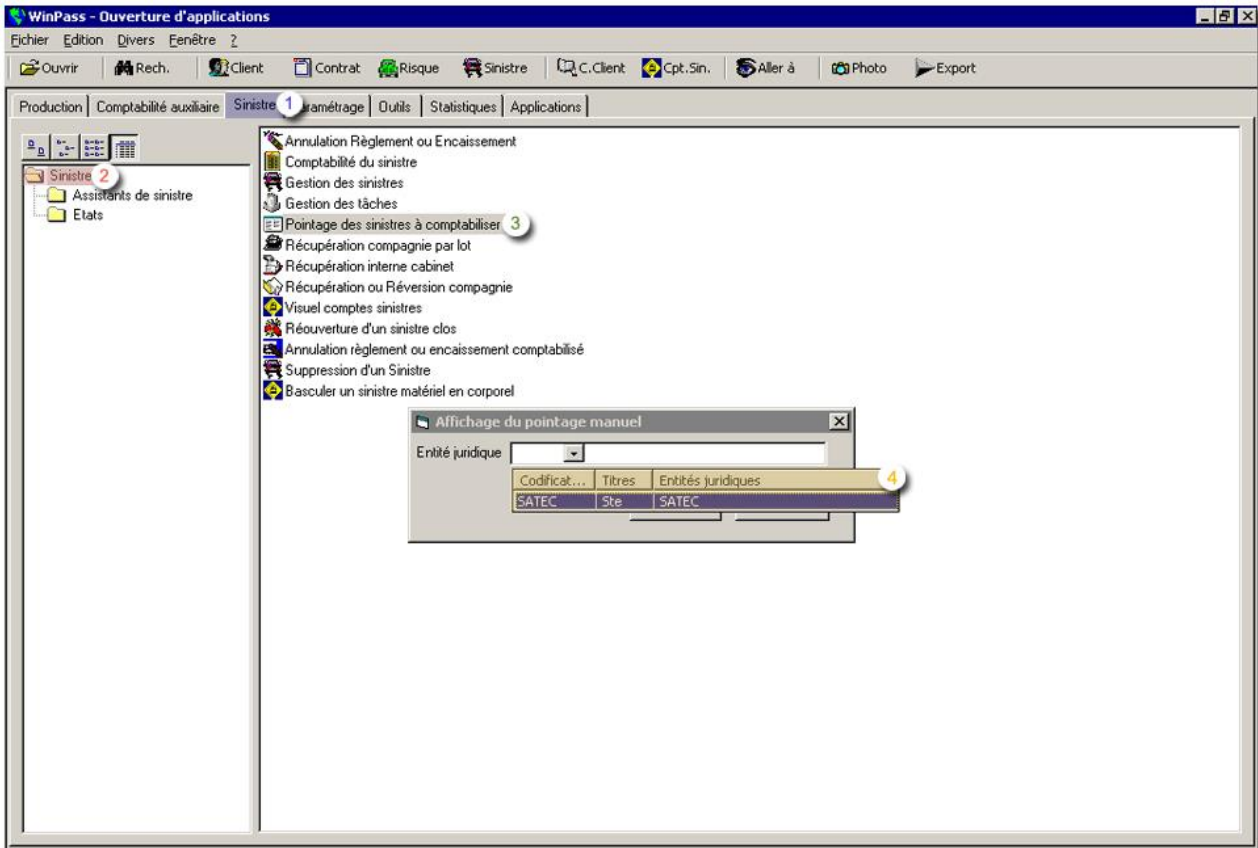 WinPass - Ouverture d'applications
Fichier Edition Divers Fenêtre ?
Ouvrir Rech. Client Contrat Risque Sinistre C.Client Cpt.Sin. Aller à Photo Export
Production Comptabilité auxiliaire Sinistre 1 Paramétrage Outils Statistiques Applications
Sinistre 2
Assistants de sinistre
Etats
Annulation Règlement ou Encaissement
Comptabilité du sinistre
Gestion des sinistres
Gestion des tâches
Pointage des sinistres à comptabiliser 3
Récupération compagnie par lot
Récupération interne cabinet
Récupération ou Réversion compagnie
Visuel comptes sinistres
Réouverture d'un sinistre clos
Annulation règlement ou encaissement comptabilisé
Suppression d'un Sinistre
Basculer un sinistre matériel en corporel
Affichage du pointage manuel
Entité juridique
Codificat... Titres Entités juridiques 4
SATEC Ste SATEC